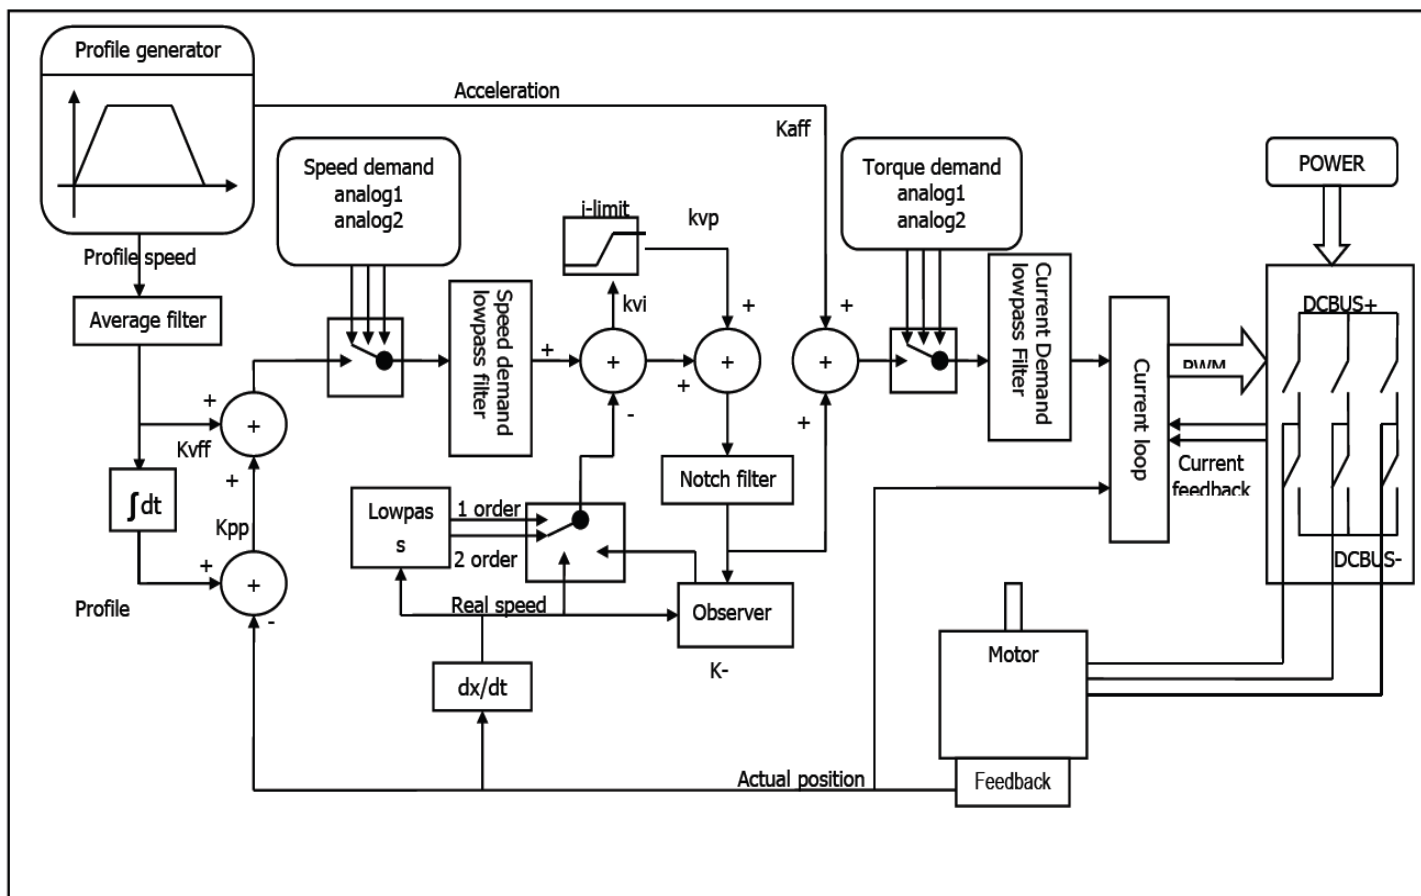 Profile generator
Acceleration
Kaff
Speed demand
analog1
analog2
Torque demand
analog1
analog2
POWER
i-limit
kvp
Profile speed
Average filter
kvi
+
+
DCBUS+
Speed demand
lowpass filter
Current Demand
lowpass Filter
Current loop
PWM
+
+
+
+
+
-
+
+
+
Kvff
+
Kpp
∫dt
Notch filter
Current
feedback
Lowpas
s
1 order
2 order
+
+
-
DCBUS-
Profile
Real speed
Observer
K-
Motor
dx/dt
Actual position
Feedback